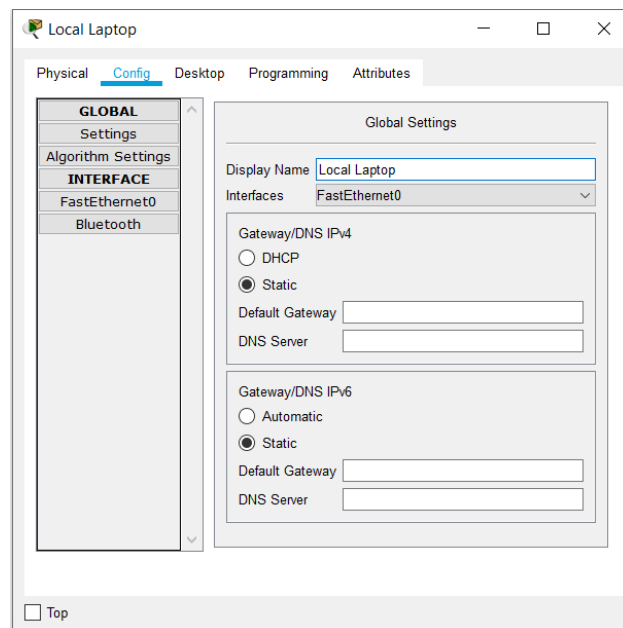 Local Laptop
Physical Config Desktop Programming Attributes
GLOBAL
Settings
Algorithm Settings
INTERFACE
FastEthernet0
Bluetooth
Global Settings
Display Name Local Laptop
Interfaces FastEthernet0
Gateway/DNS IPv4
DHCP
Static
Default Gateway
DNS Server
Gateway/DNS IPv6
Automatic
Static
Default Gateway
DNS Server
Top